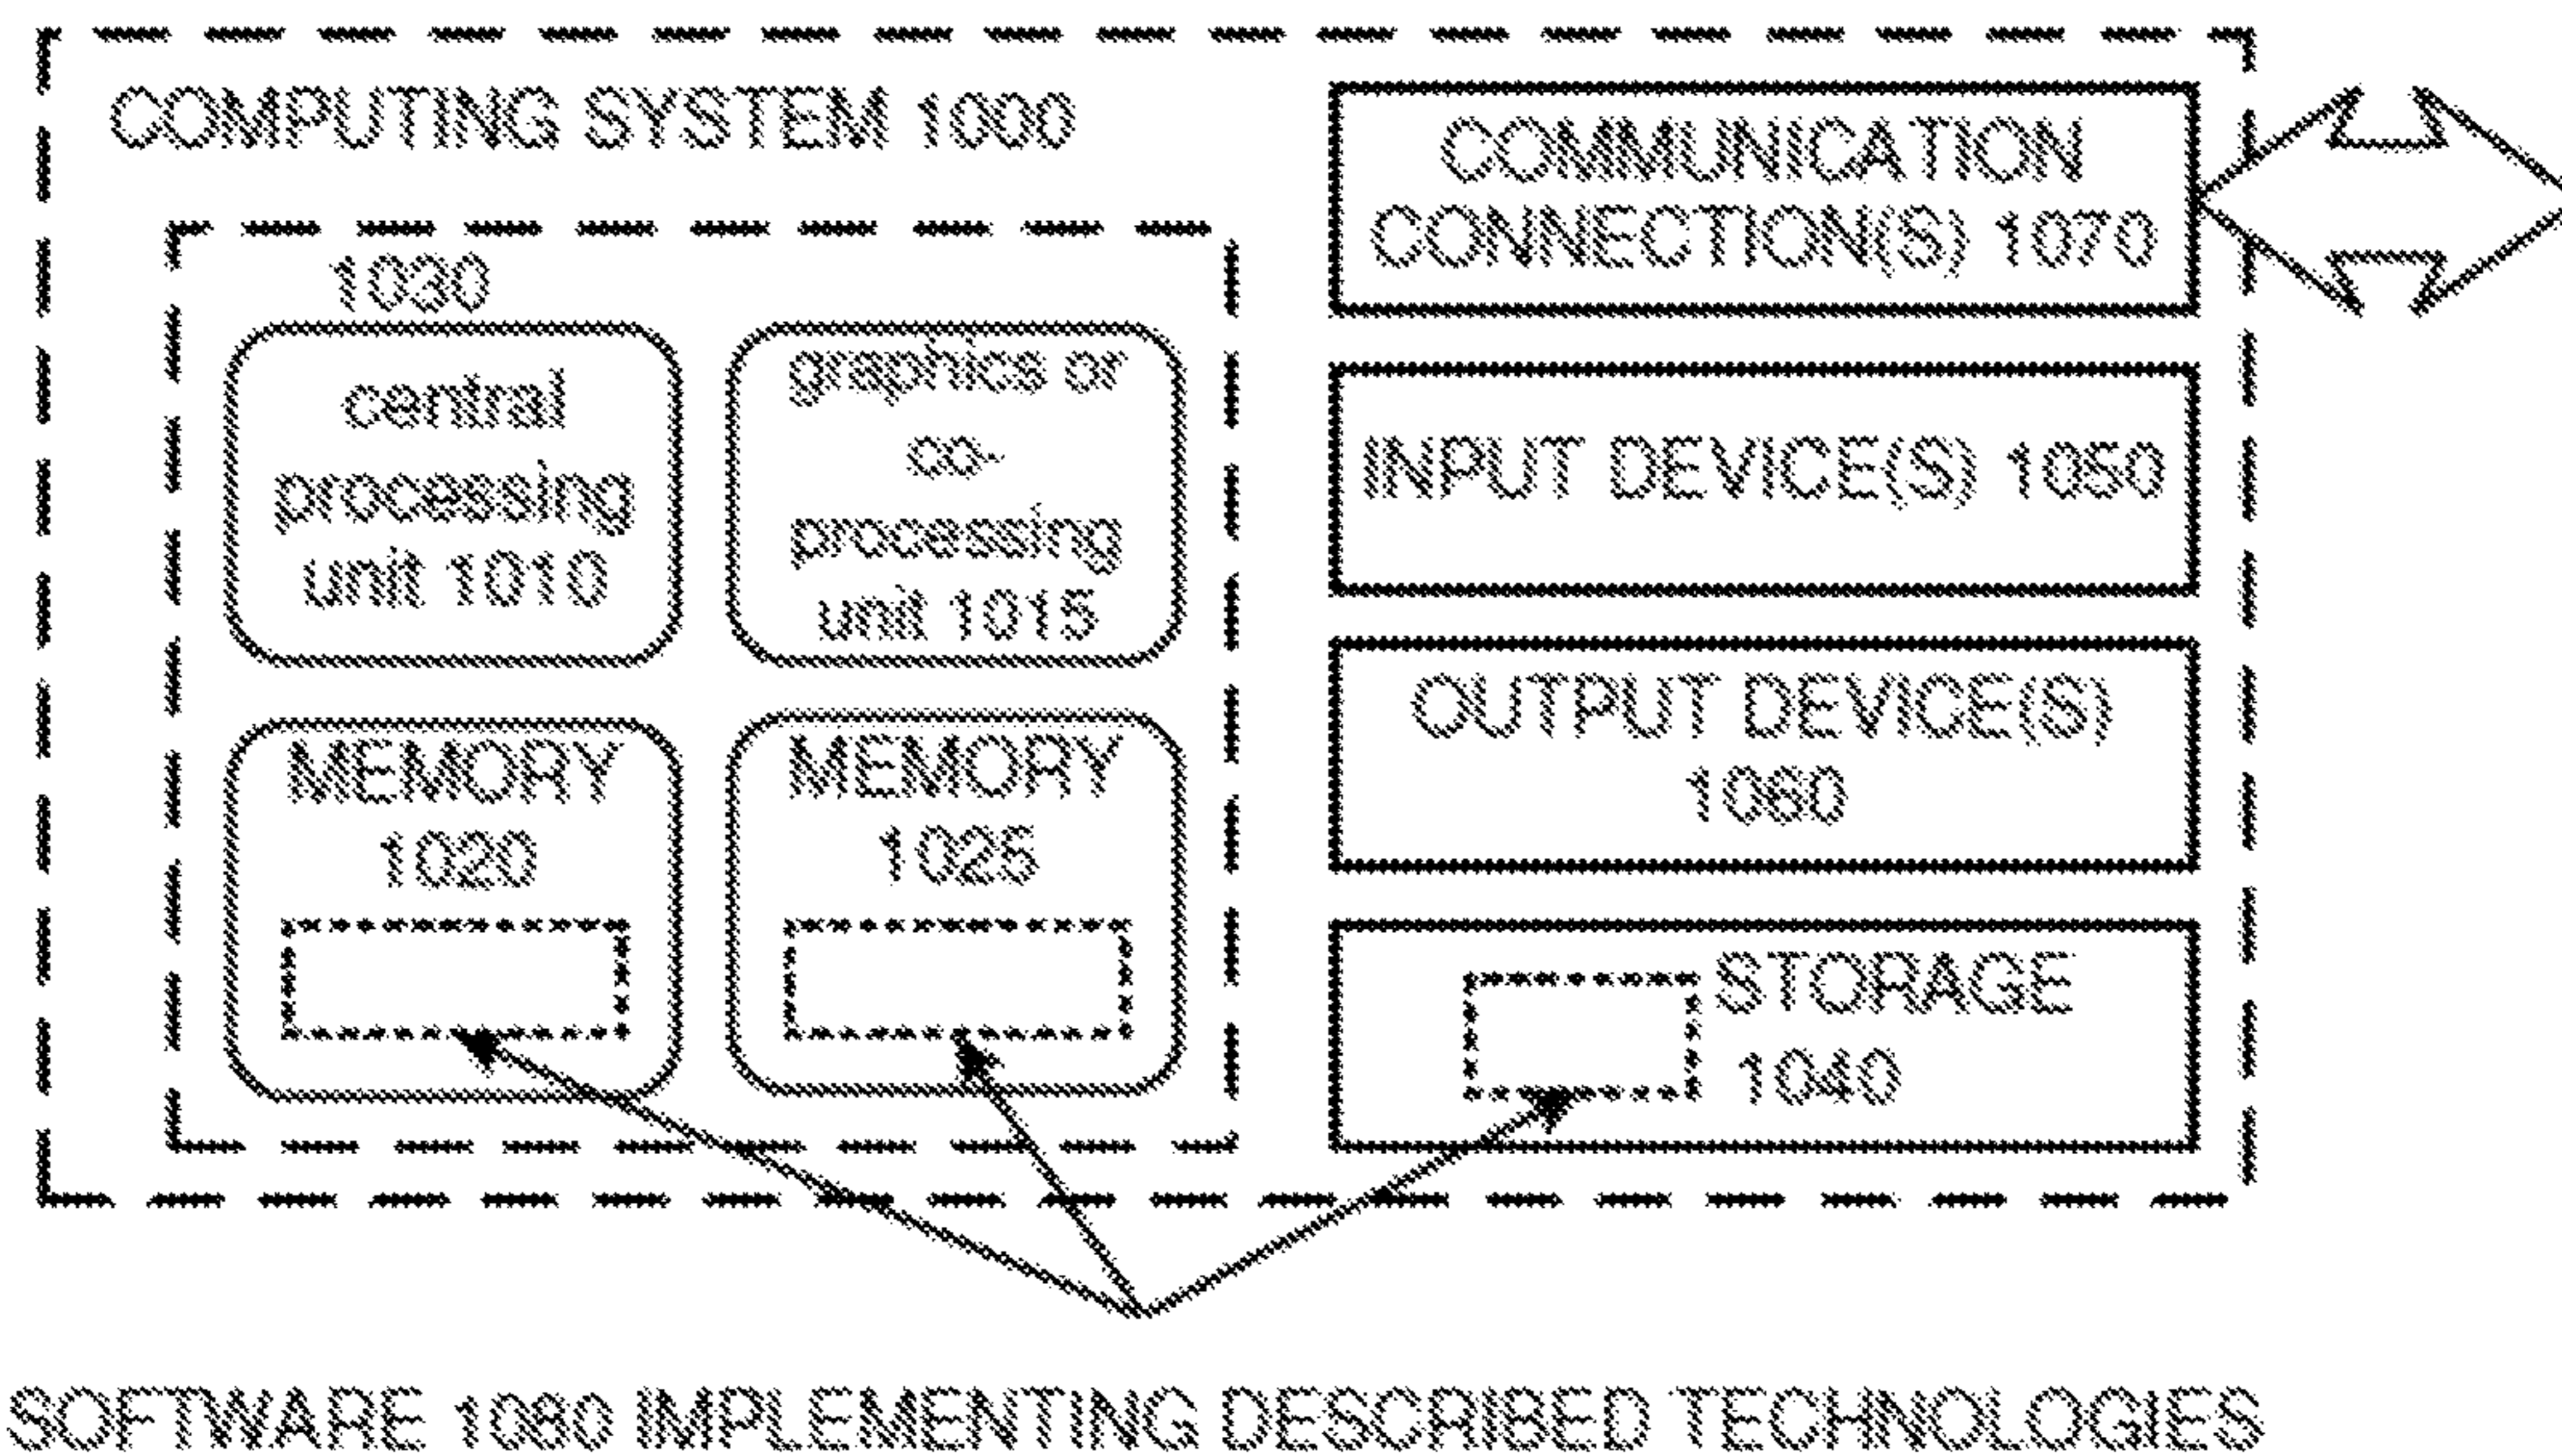 COMPUTING SYSTEM 1000
1030
central
processing
unit 1010
graphics or
co-
processing
unit 1015
MEMORY
1020
MEMORY
1025
COMMUNICATION
CONNECTION(S) 1070
INPUT DEVICE(S) 1050
OUTPUT DEVICE(S)
1060
STORAGE
1040
SOFTWARE 1080 IMPLEMENTING DESCRIBED TECHNOLOGIES